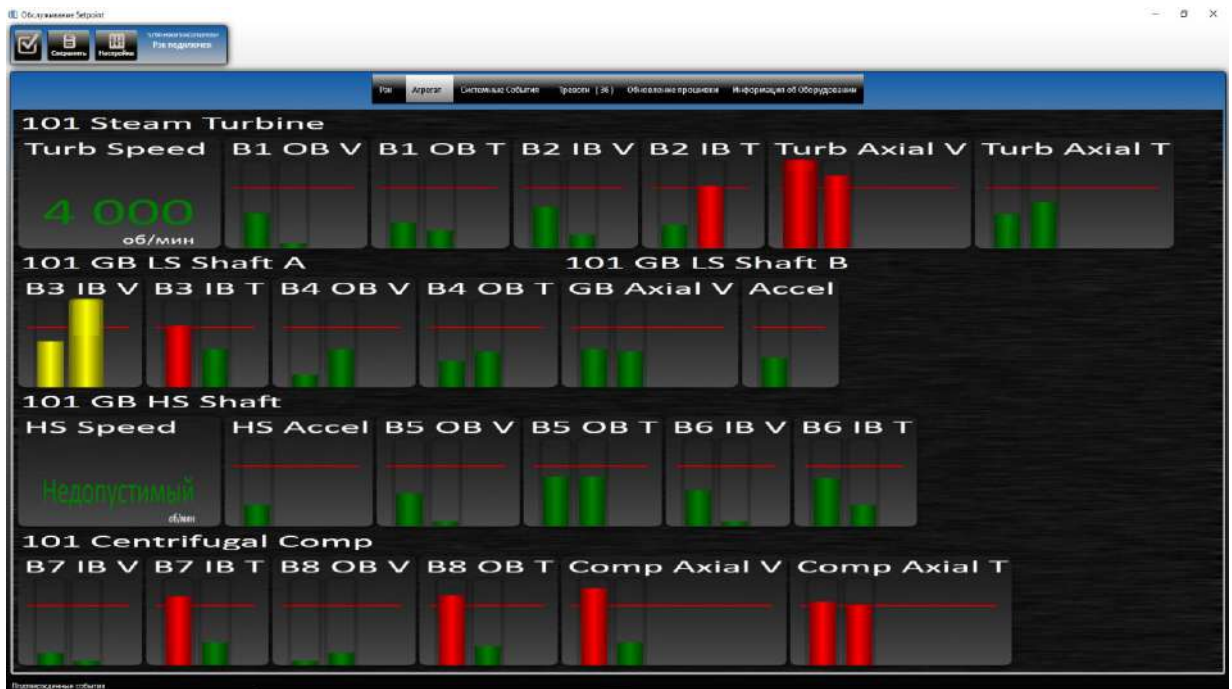 Обслуживание Setpoint
Сохранить
Настройки
Рэк подключен
Рэк
Агрегат
Системные События
Тревоги ( 36 )
Обновление прошивки
Информация об Оборудовании
101 Steam Turbine
Turb Speed B1 OB V B1 OB T B2 IB V B2 IB T Turb Axial V Turb Axial T
4 000
об/мин
101 GB LS Shaft A 101 GB LS Shaft B
B3 IB V B3 IB T B4 OB V B4 OB T GB Axial V Accel
101 GB HS Shaft
HS Speed HS Accel B5 OB V B5 OB T B6 IB V B6 IB T
Недопустимый
об/мин
101 Centrifugal Comp
B7 IB V B7 IB T B8 OB V B8 OB T Comp Axial V Comp Axial T
Подтвержденные события